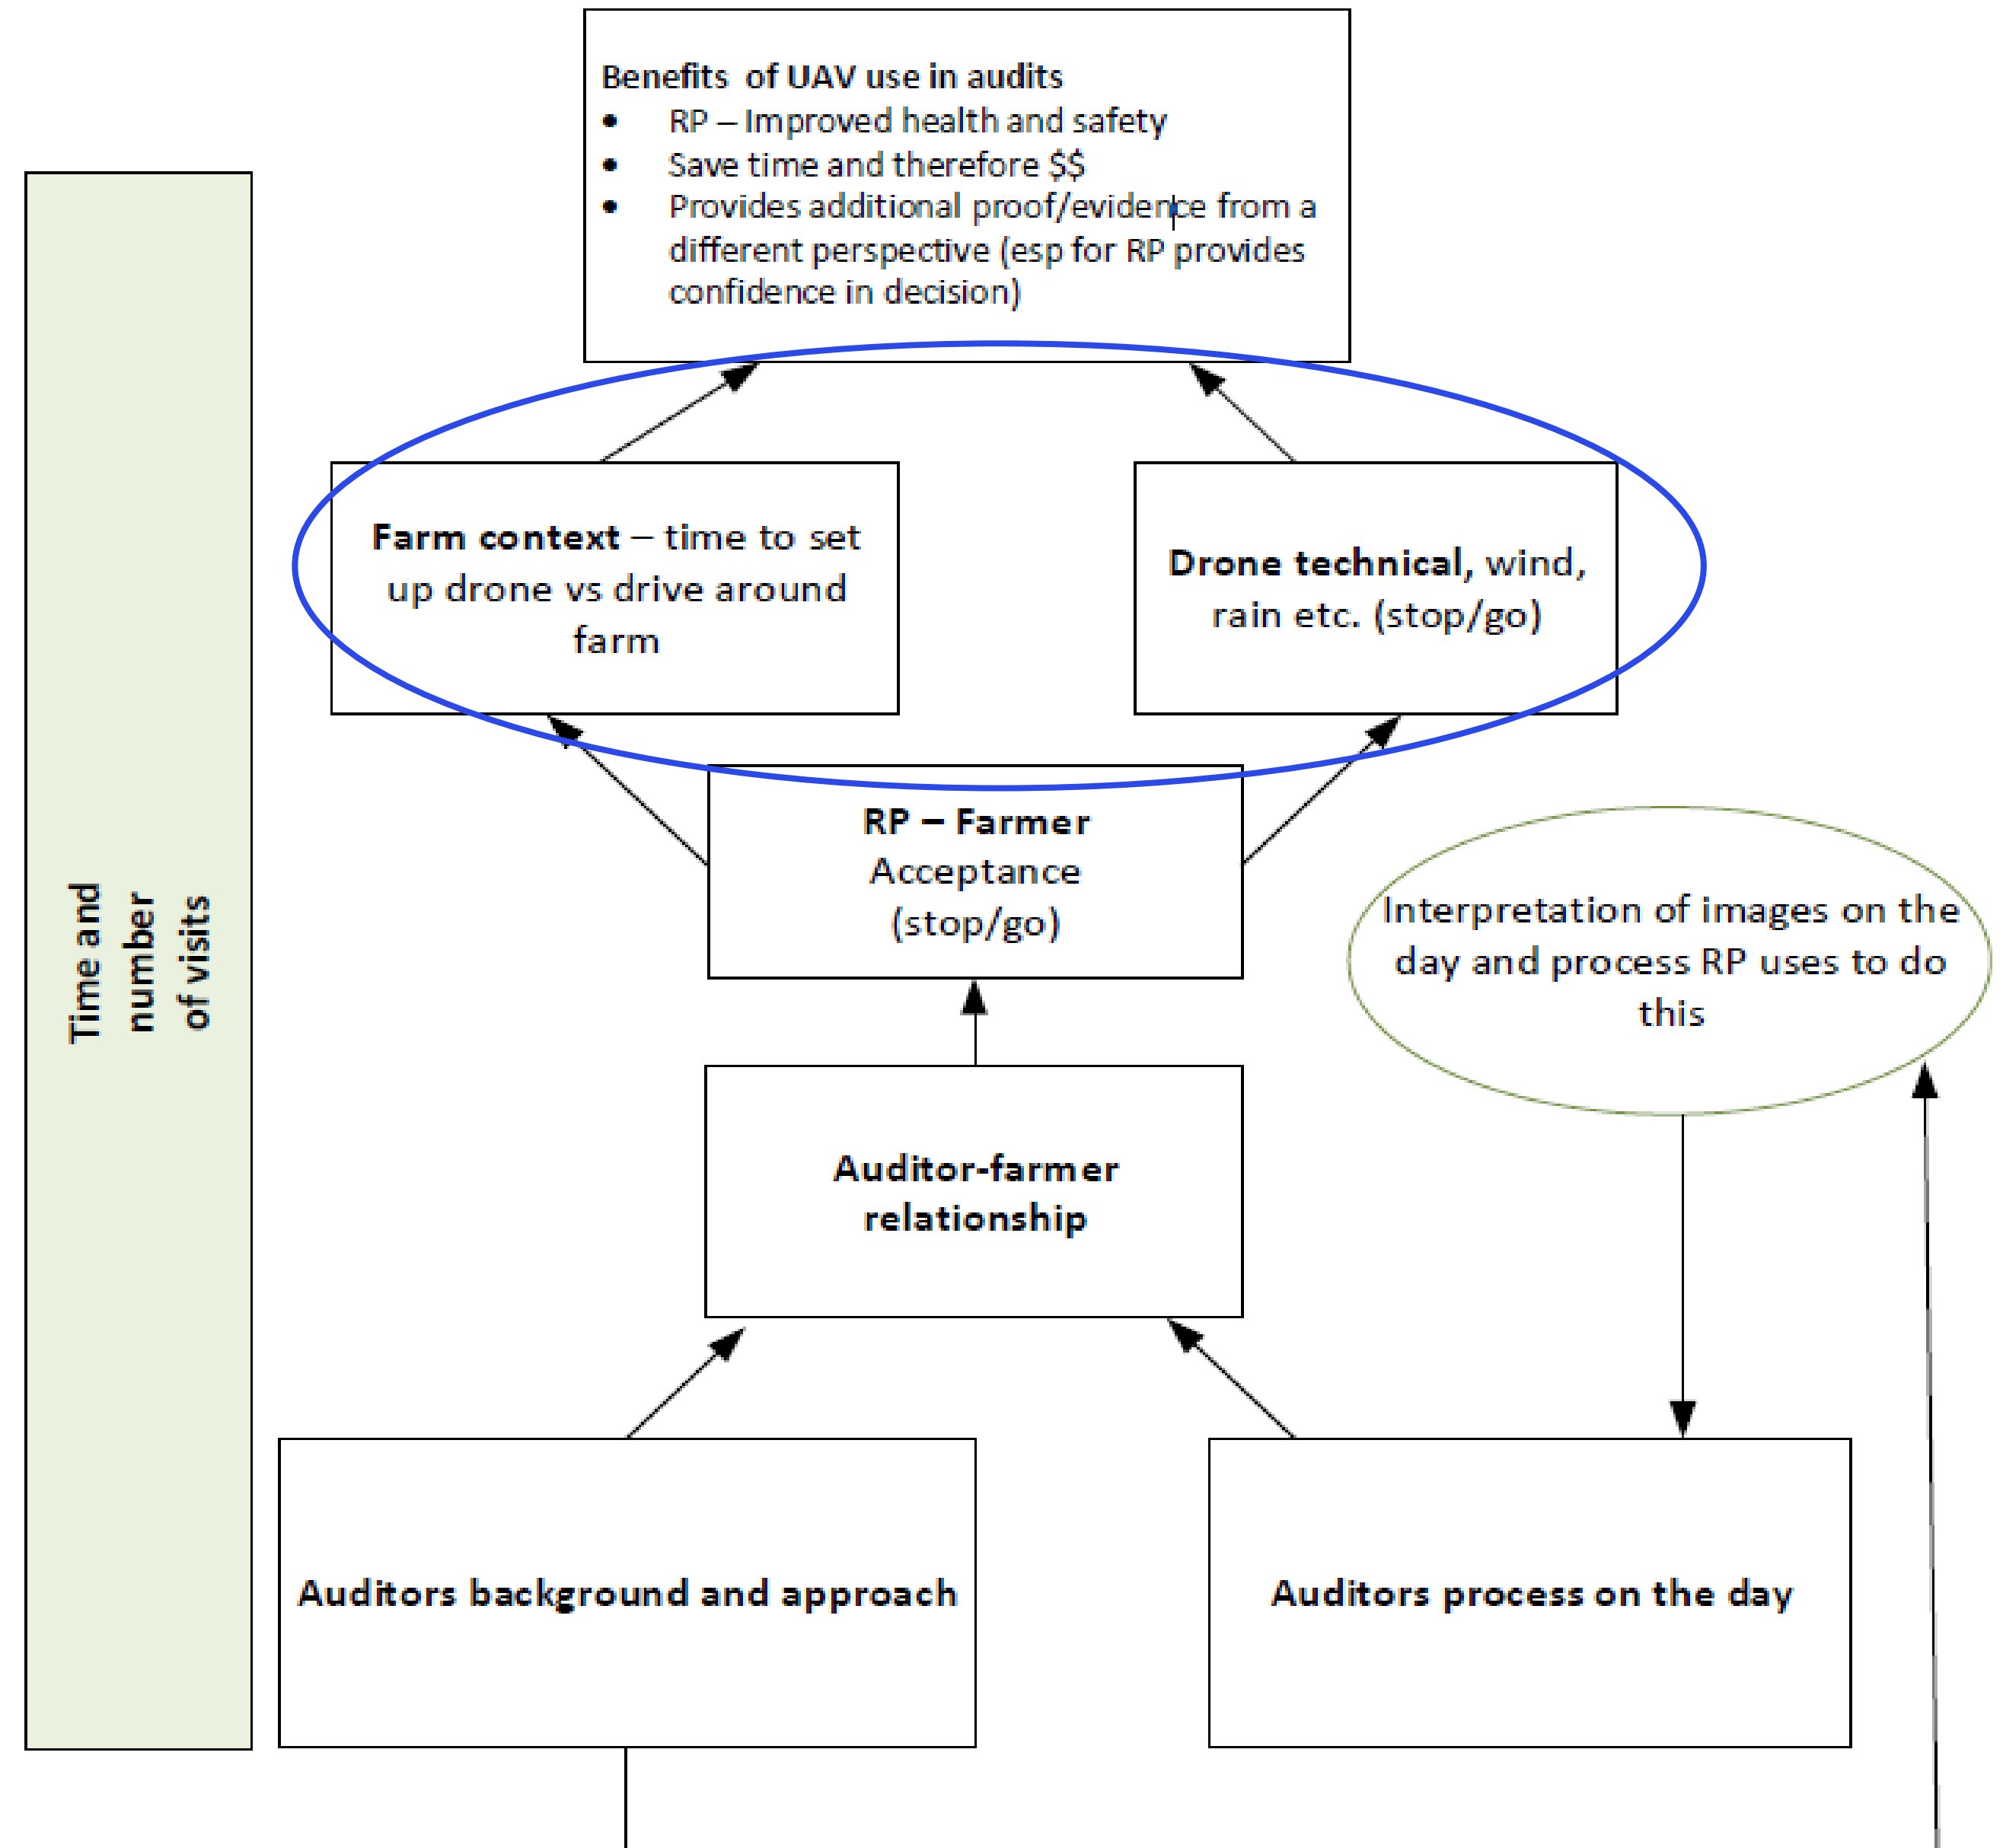 Benefits of UAV use in audits
• RP – Improved health and safety
• Save time and therefore $$
• Provides additional proof/evidence from a
different perspective (esp for RP provides
confidence in decision)
Farm context – time to set
up drone vs drive around
farm
Drone technical, wind,
rain etc. (stop/go)
RP – Farmer
Acceptance
(stop/go)
Interpretation of images on the
day and process RP uses to do
this
Time and
number
of visits
Auditor-farmer
relationship
Auditors background and approach
Auditors process on the day